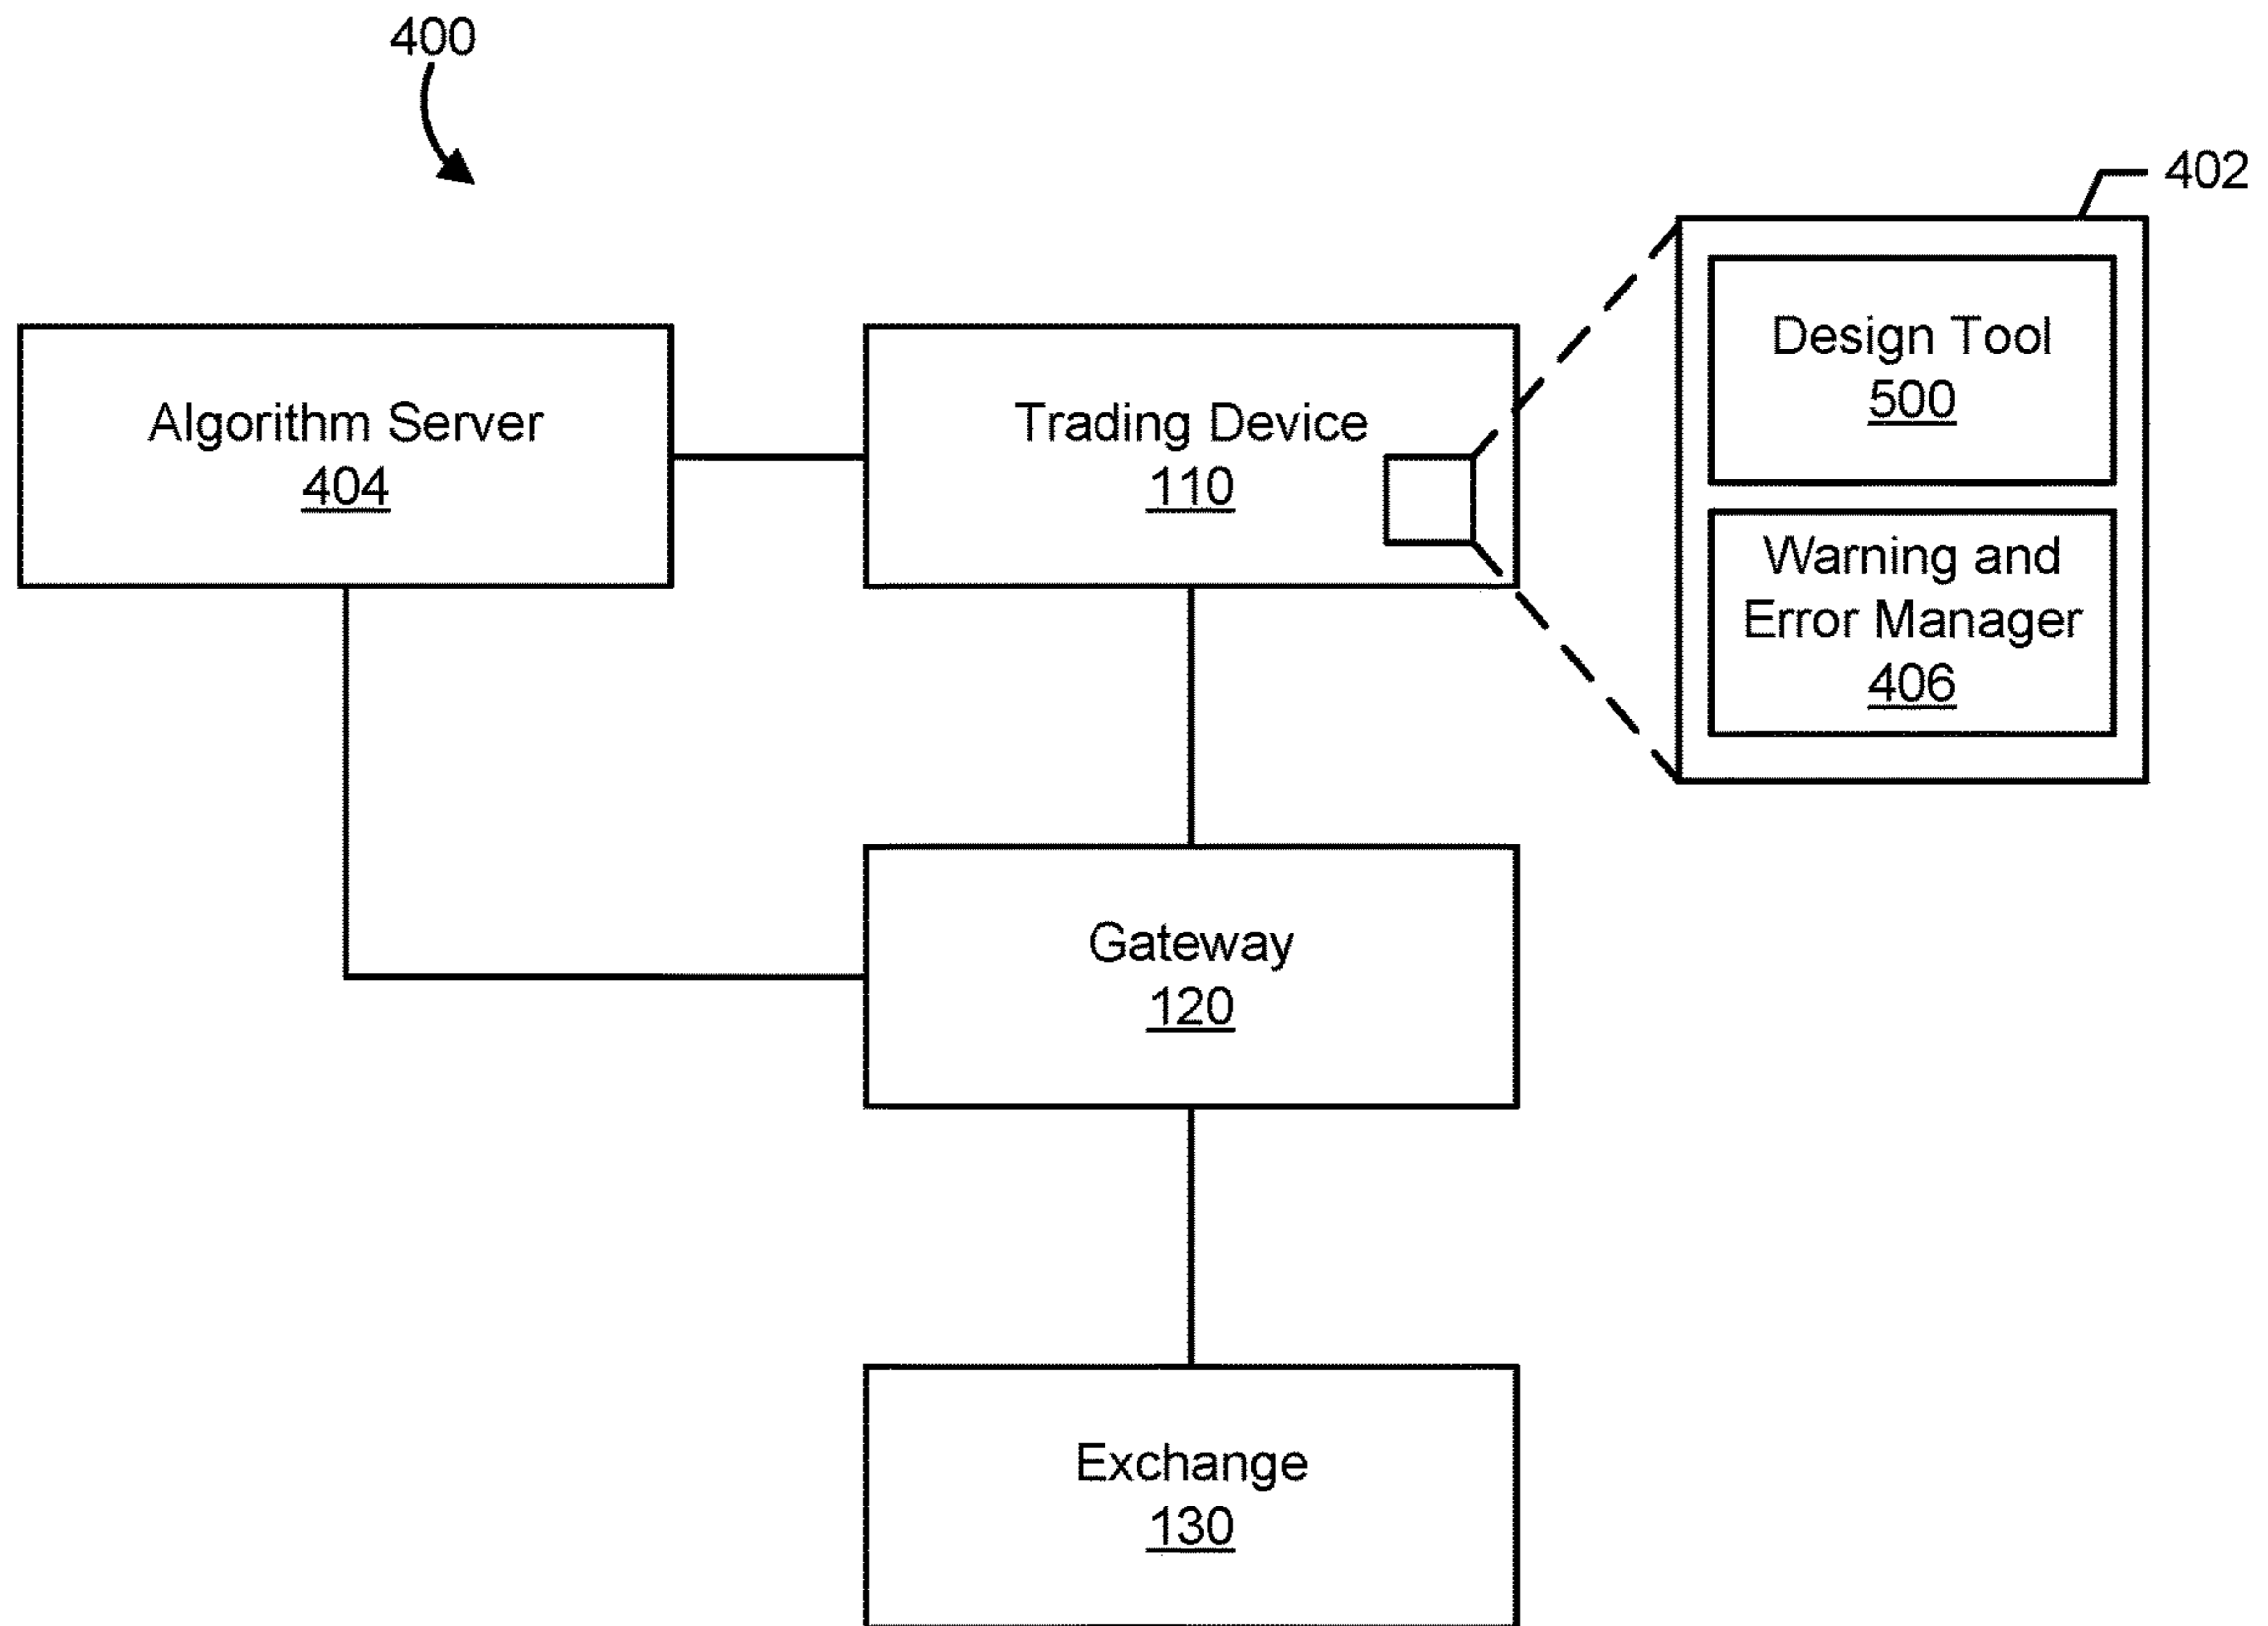 400
402
Design Tool
500
Algorithm Server
404
Trading Device
110
Warning and
Error Manager
406
Gateway
120
Exchange
130